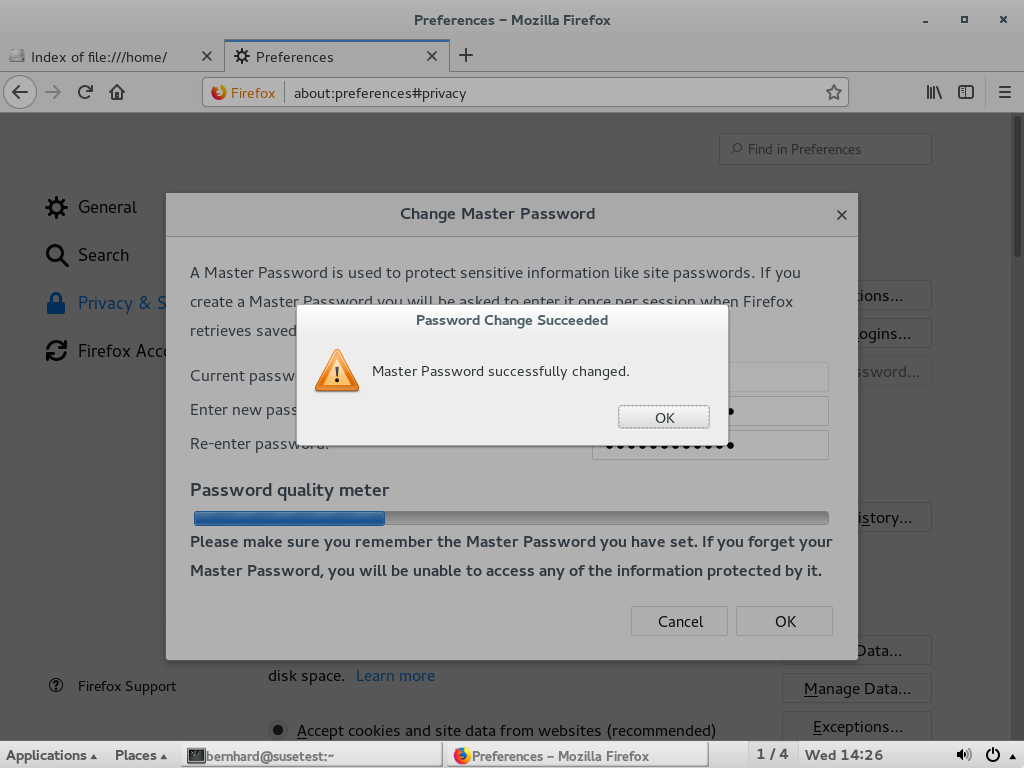 Preferences – Mozilla Firefox
Index of file:///home/
Preferences
Firefox
about:preferences#privacy
Find in Preferences
General
Search
Privacy & S
Firefox Acco
Change Master Password
A Master Password is used to protect sensitive information like site passwords. If you
create a Master Password you will be asked to enter it once per session when Firefox
retrieves saved
Password Change Succeeded
Master Password successfully changed.
OK
Current passw
Enter new pass
Re-enter password:
Password quality meter
Please make sure you remember the Master Password you have set. If you forget your
Master Password, you will be unable to access any of the information protected by it.
Cancel
OK
tions...
ogins...
ssword...
istory...
Data...
disk space. Learn more
Manage Data...
Firefox Support
Accept cookies and site data from websites (recommended)
Exceptions...
Applications
Places
bernhard@susetest:~
Preferences – Mozilla Firefox
1 / 4
Wed 14:26